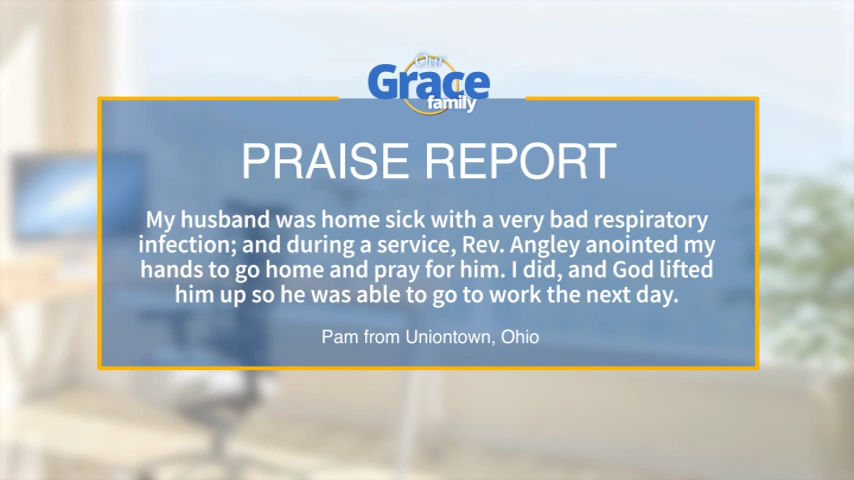 Our
Grace
family
PRAISE REPORT
My husband was home sick with a very bad respiratory
infection; and during a service, Rev. Angley anointed my
hands to go home and pray for him. I did, and God lifted
him up so he was able to go to work the next day.
Pam from Uniontown, Ohio